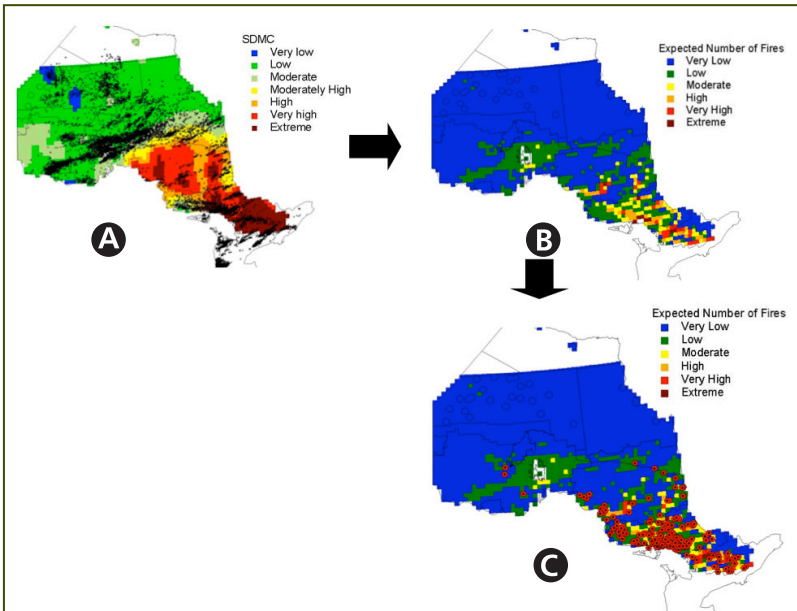 SDMC
Very low
Low
Moderate
Moderately High
High
Very high
Extreme
A
Expected Number of Fires
Very Low
Low
Moderate
High
Very High
Extreme
B
Expected Number of Fires
Very Low
Low
Moderate
High
Very High
Extreme
C